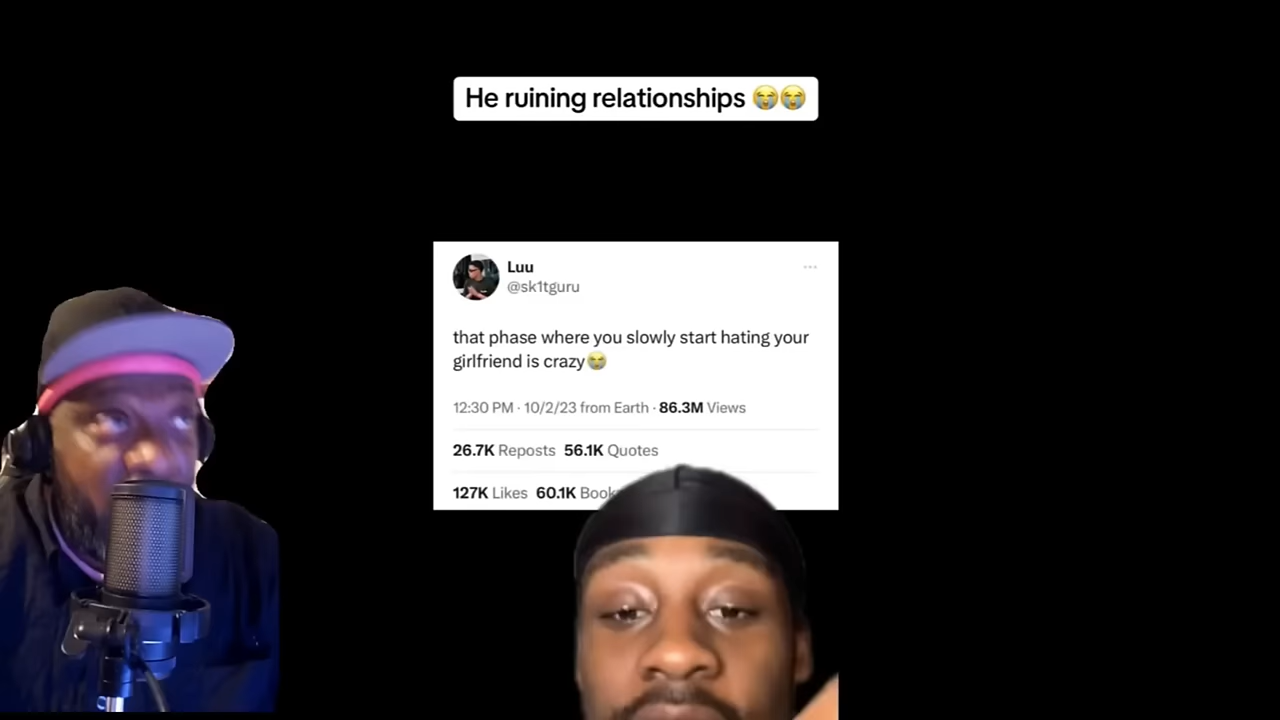 He ruining relationships 😭😭
Luu
@sk1tguru
that phase where you slowly start hating your
girlfriend is crazy😭
12:30 PM · 10/2/23 from Earth · 86.3M Views
26.7K Reposts 56.1K Quotes
127K Likes 60.1K